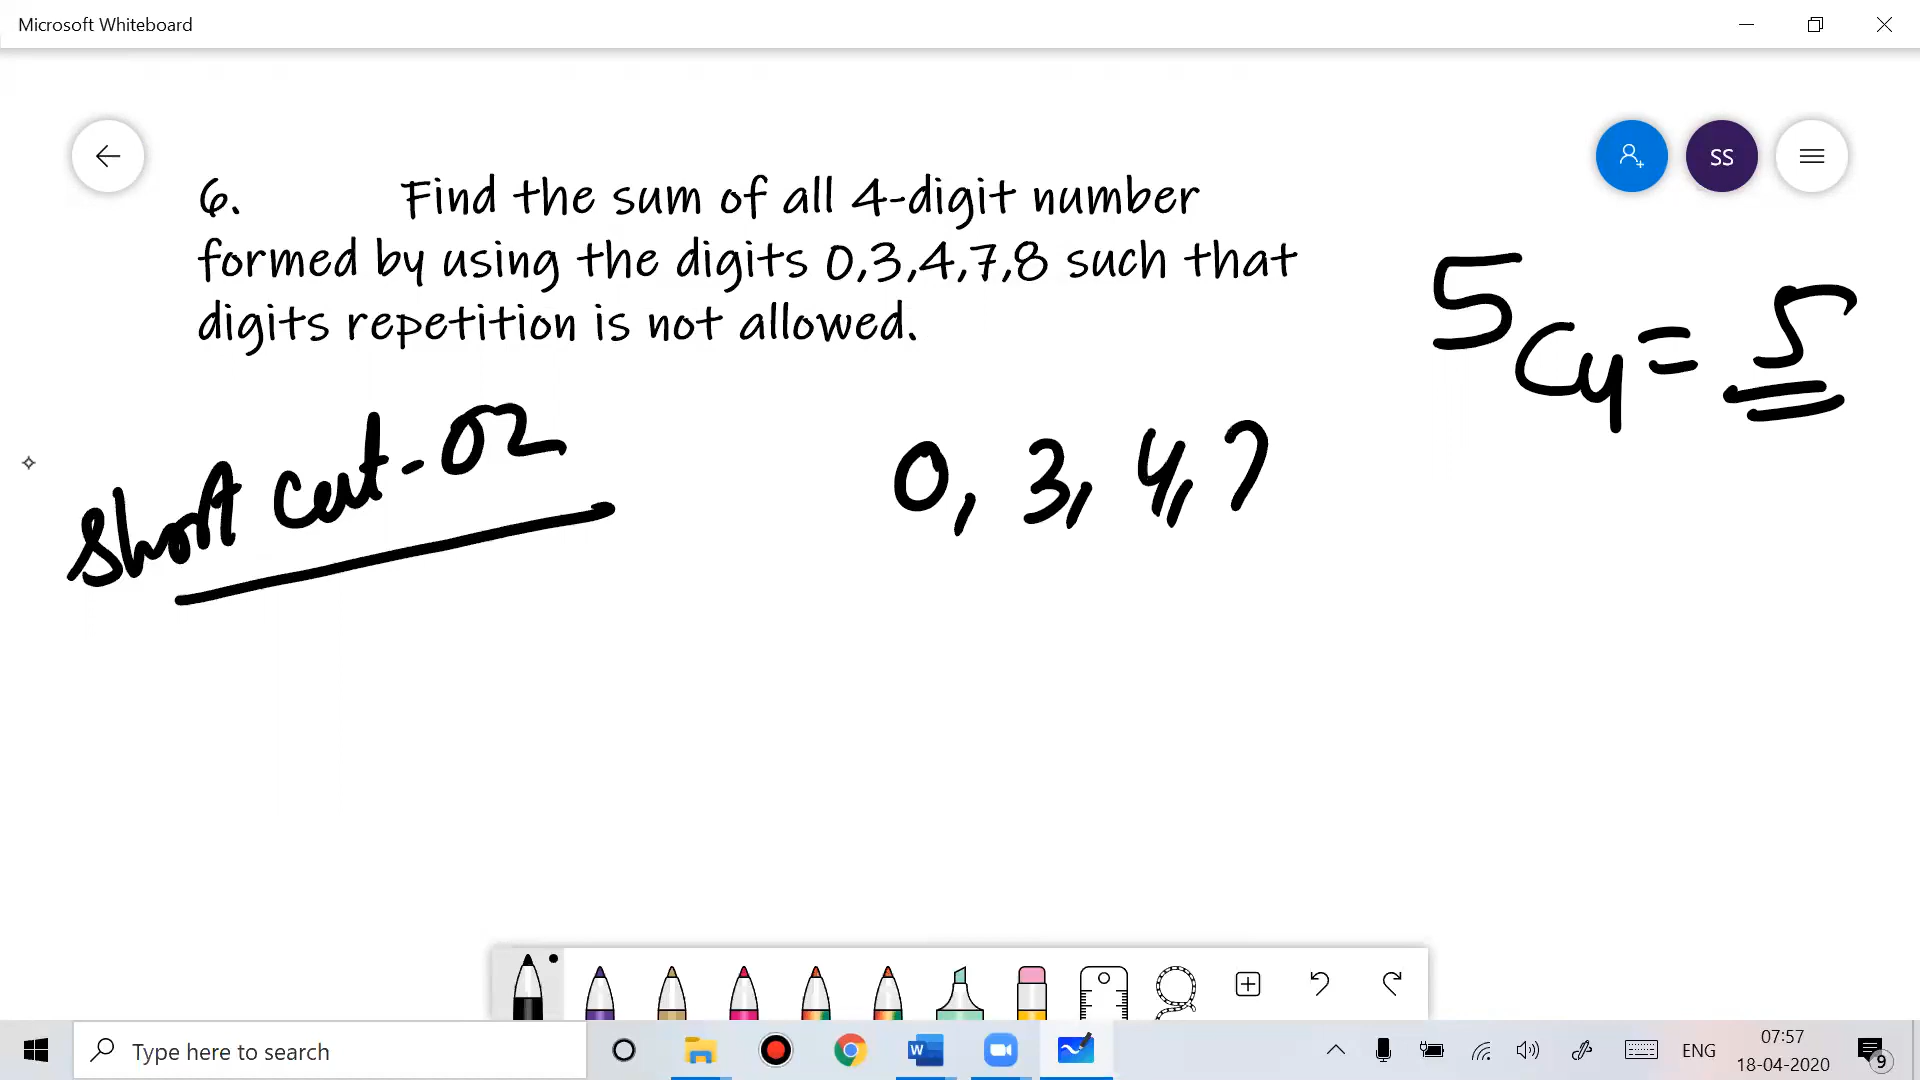 Microsoft Whiteboard
SS
6. Find the sum of all 4-digit number
formed by using the digits 0,3,4,7,8 such that
digits repetition is not allowed.
5C4 = 5
Short cut-02
0, 3, 4, 7
Type here to search
ENG
07:57
18-04-2020
9